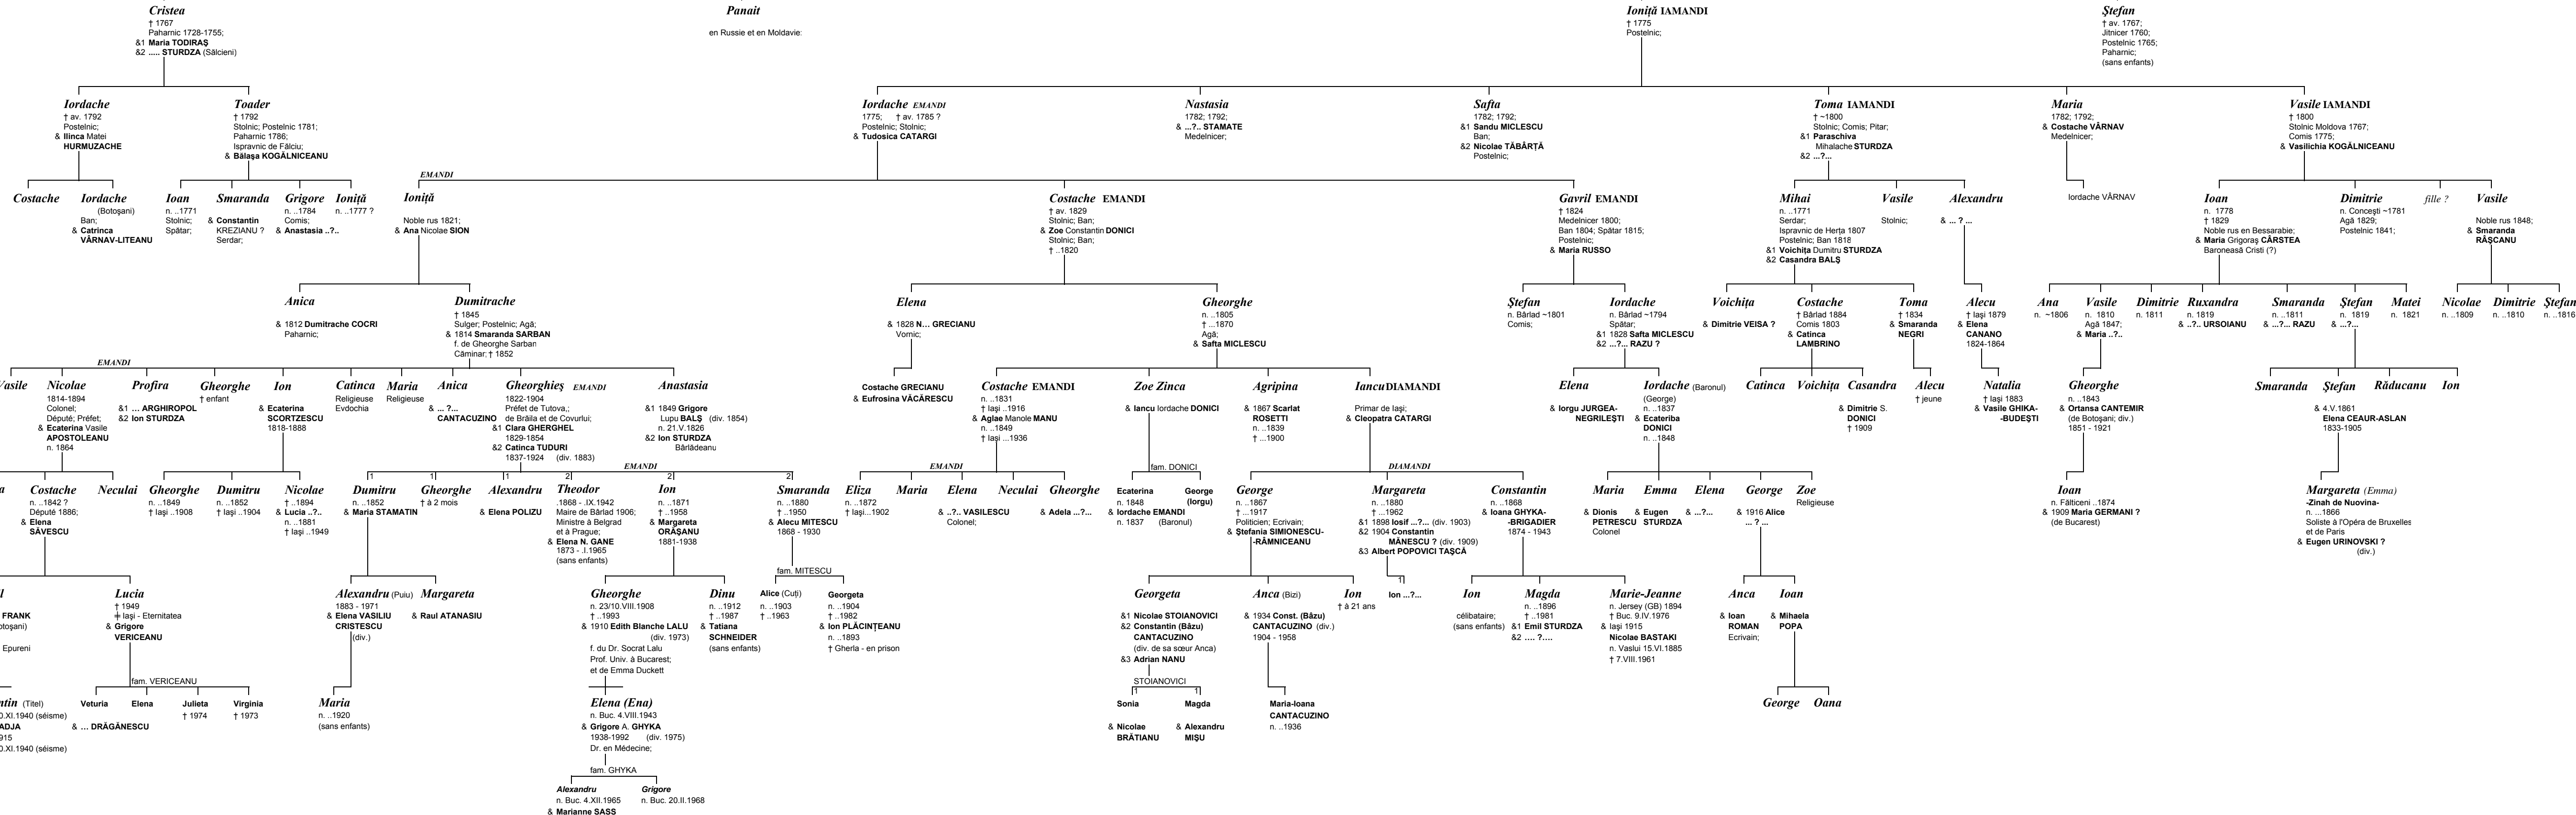 Cristea
† 1767
Paharnic 1728-1755;
&1 Maria TODIRAȘ
&2 ..... STURDZA (Sălcieni)
Panait
en Russie et en Moldavie
Ioniță IAMANDI
† 1775
Postelnic;
Ștefan
† av. 1767;
Jitnicer 1760;
Postelnic 1765;
Paharnic;
(sans enfants)
Iordache
† av. 1792
Postelnic;
& Ilinca Matei
HURMUZACHE
Toader
† 1792
Stolnic; Postelnic 1781;
Paharnic 1786;
Ispravnic de Fălciu;
& Bălașa KOGĂLNICEANU
Iordache EMANDI
1775; † av. 1785 ?
Postelnic; Stolnic;
& Tudosica CATARGI
Nastasia
1782; 1792;
& ...?.. STAMATE
Medelnicer;
Safta
1782; 1792;
&1 Sandu MICLESCU
Ban;
&2 Nicolae TĂBĂRȚĂ
Postelnic;
Toma IAMANDI
† ~1800
Stolnic; Comis; Pitar;
&1 Paraschiva
Mihalache STURDZA
&2 ...?...
Maria
1782; 1792;
& Costache VÂRNAV
Medelnicer;
Vasile IAMANDI
† 1800
Stolnic Moldova 1767;
Comis 1775;
& Vasilichia KOGĂLNICEANU
Costache
Iordache
(Botoșani)
Ban;
& Catrinca
VÂRNAV-LITEANU
Ioan
n. ..1771
Stolnic;
Spătar;
Smaranda
& Constantin
KREZIANU ?
Serdar;
Grigore
n. ..1784
Comis;
& Anastasia ..?..
Ioniță
n. ..1777 ?
EMANDI
Ioniță
Noble rus 1821;
& Ana Nicolae SION
Costache EMANDI
† av. 1829
Stolnic; Ban;
& Zoe Constantin DONICI
Stolnic; Ban;
† ..1820
Gavril EMANDI
† 1824
Medelnicer 1800;
Ban 1804; Spătar 1815;
Postelnic;
& Maria RUSSO
Mihai
n. ..1771
Serdar;
Ispravnic de Herța 1807
Postelnic; Ban 1818
&1 Voichița Dumitru STURDZA
&2 Casandra BALȘ
Vasile
Stolnic;
Alexandru
& ... ? ...
Iordache VÂRNAV
Ioan
n. 1778
† 1829
Noble rus en Bessarabie;
& Maria Grigoraș CÂRSTEA
Baronească Cristi (?)
Dimitrie
n. Concești ~1781
Agă 1829;
Postelnic 1841;
fille ?
Vasile
Noble rus 1848;
& Smaranda
RÂȘCANU
Anica
& 1812 Dumitrache COCRI
Paharnic;
Dumitrache
† 1845
Sulger; Postelnic; Agă;
& 1814 Smaranda SARBAN
f. de Gheorghe Sarban
Căminar; † 1852
Elena
& 1828 N... GRECIANU
Vornic;
Gheorghe
n. ..1805
† ...1870
Agă;
& Safta MICLESCU
Ștefan
n. Bârlad ~1801
Comis;
Iordache
n. Bârlad ~1794
Spătar;
&1 1828 Safta MICLESCU
&2 ...?... RAZU ?
Voichița
& Dimitrie VEISA ?
Costache
† Bârlad 1884
Comis 1803
& Catinca
LAMBRINO
Toma
† 1834
& Smaranda
NEGRI
Alecu
† Iași 1879
& Elena
CANANO
1824-1864
Ana
n. ~1806
Vasile
n. 1810
Agă 1847;
& Maria ..?..
Dimitrie
n. 1811
Ruxandra
n. 1819
& ..?.. URSOIANU
Smaranda
n. ..1811
& ...?... RAZU
Ștefan
n. 1819
& ...?...
Matei
n. 1821
Nicolae
n. ..1809
Dimitrie
n. ..1810
Ștefan
n. ..1816
EMANDI
Vasile
Nicolae
1814-1894
Colonel;
Député; Préfet;
& Ecatarina Vasile
APOSTOLEANU
n. 1864
Profira
&1 ... ARGHIROPOL
&2 Ion STURDZA
Gheorghe
† enfant
Ion
& Ecaterina
SCORTZESCU
1818-1888
Catinca
Religieuse
Evdochia
Maria
Religieuse
Anica
& ... ?...
CANTACUZINO
Gheorghieș EMANDI
1822-1904
Préfet de Tutova,;
de Brăila et de Covurlui;
&1 Clara GHERGHEL
1829-1854
&2 Catinca TUDURI
1837-1924 (div. 1883)
Anastasia
&1 1849 Grigore
Lupu BALȘ (div. 1854)
n. 21.V.1826
&2 Ion STURDZA
Bârlădeanu
Costache GRECIANU
& Eufrosina VĂCĂRESCU
Costache EMANDI
n. ..1831
† Iași ..1916
& Aglae Manole MANU
n. ..1849
† Iași ...1936
Zoe Zinca
& Iancu Iordache DONICI
Agripina
& 1867 Scarlat
ROSETTI
n. ..1839
† ...1900
Iancu DIAMANDI
Primar de Iași;
& Cleopatra CATARGI
Elena
& Iorgu JURGEA-
NEGRILEȘTI
Iordache (Baronul)
(George)
n. ..1837
& Ecateriba
DONICI
n. ..1848
Catinca
Voichița
Casandra
& Dimitrie S.
DONICI
† 1909
Alecu
† jeune
Natalia
† Iași 1883
& Vasile GHIKA-
-BUDEȘTI
Gheorghe
n. ..1843
& Ortansa CANTEMIR
(de Botoșani; div.)
1851 - 1921
Smaranda
Ștefan
& 4.V.1861
Elena CEAUR-ASLAN
1833-1905
Răducanu
Ion
Costache
n. ..1842 ?
Député 1886;
& Elena
SĂVESCU
Neculai
Gheorghe
n. ..1849
† Iași ..1908
Dumitru
n. ..1852
† Iași ..1904
Nicolae
† ..1894
& Lucia ..?..
n. ..1881
† Iași ..1949
1
1
1
2
EMANDI
2
2
Dumitru
n. ..1852
& Maria STAMATIN
Gheorghe
† à 2 mois
Alexandru
& Elena POLIZU
Theodor
.1868 - .IX.1942
Maire de Bârlad 1906;
Ministre à Belgrad
et à Prague;
& Elena N. GANE
1873 - .I.1965
(sans enfants)
Ion
n. ..1871
† ..1958
& Margareta
ORĂȘANU
1881-1938
Smaranda
n. ..1880
† ..1950
& Alecu MITESCU
1868 - 1930
EMANDI
Eliza
n. ..1872
† Iași...1902
Maria
Elena
& ..?.. VASILESCU
Colonel;
Neculai
Gheorghe
& Adela ...?...
fam. DONICI
Ecaterina
n. 1848
& Iordache EMANDI
n. 1837 (Baronul)
George
(Iorgu)
DIAMANDI
George
n. ..1867
† ...1917
Politicien; Ecrivain;
& Ștefania SIMIONESCU-
-RÂMNICEANU
Margareta
n. ..1880
† ...1962
&1 1898 Iosif ...?... (div. 1903)
&2 1904 Constantin
MĂNESCU ? (div. 1909)
&3 Albert POPOVICI TAȘCĂ
Constantin
n. ..1868
& Ioana GHYKA-
-BRIGADIER
1874 - 1943
Maria
& Dionis
PETRESCU
Colonel
Emma
& Eugen
STURDZA
Elena
& ...?...
George
& 1916 Alice
... ? ...
Zoe
Religieuse
Ioan
n. Fălticeni ..1874
& 1909 Maria GERMANI ?
(de Bucarest)
Margareta (Emma)
-Zinah de Nuovina-
n. ...1866
Soliste à l'Opéra de Bruxelles
et de Paris
& Eugen URINOVSKI ?
(div.)
FRANK
Epureni
Lucia
† 1949
╪ Iași - Eternitatea
& Grigore
VERICEANU
Alexandru (Puiu)
1883 - 1971
& Elena VASILIU
CRISTESCU
(div.)
Margareta
& Raul ATANASIU
Gheorghe
n. 23/10.VIII.1908
† ..1993
& 1910 Edith Blanche LALU
(div. 1973)
f. du Dr. Socrat Lalu
Prof. Univ. à Bucarest;
et de Emma Duckett
Dinu
n. ..1912
† ..1987
& Tatiana
SCHNEIDER
(sans enfants)
fam. MITESCU
Alice (Cuți)
n. ..1903
† ..1963
Georgeta
n. ..1904
† ..1982
& Ion PLĂCINȚEANU
n. ..1893
† Gherla - en prison
Georgeta
&1 Nicolae STOIANOVICI
&2 Constantin (Bâzu)
CANTACUZINO
(div. de sa sœur Anca)
&3 Adrian NANU
Anca (Bizi)
& 1934 Const. (Bâzu)
CANTACUZINO (div.)
1904 - 1958
Ion
† à 21 ans
1
Ion ...?...
Ion
célibataire;
(sans enfants)
Magda
n. ..1896
† ..1981
&1 Emil STURDZA
&2 .... ?....
Marie-Jeanne
n. Jersey (GB) 1894
† Buc. 9.IV.1976
& Iași 1915
Nicolae BASTAKI
n. Vaslui 15.VI.1885
† 7.VIII.1961
Anca
& Ioan
ROMAN
Ecrivain;
Ioan
& Mihaela
POPA
(Titel)
0.XI.1940 (séisme)
ADJA
915
0.XI.1940 (séisme)
fam. VERICEANU
Veturia
& ... DRĂGĂNESCU
Elena
Julieta
† 1974
Virginia
† 1973
Maria
n. ..1920
(sans enfants)
Elena (Ena)
n. Buc. 4.VIII.1943
& Grigore A. GHYKA
1938-1992 (div. 1975)
Dr. en Médecine;
STOIANOVICI
1
1
Sonia
& Nicolae
BRĂTIANU
Magda
& Alexandru
MIȘU
Maria-Ioana
CANTACUZINO
n. ..1936
George
Oana
fam. GHYKA
Alexandru
n. Buc. 4.XII.1965
& Marianne SASS
Grigore
n. Buc. 20.II.1968